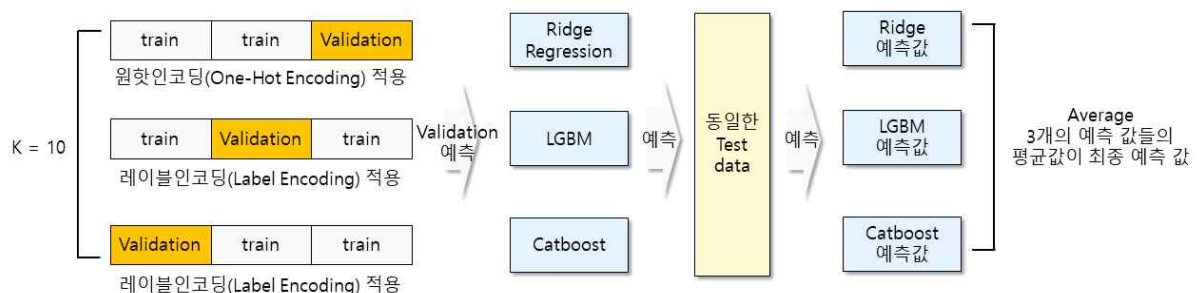 K = 10
train train Validation
원핫인코딩(One-Hot Encoding) 적용
train Validation train
레이블인코딩(Label Encoding) 적용
Validation train train
레이블인코딩(Label Encoding) 적용
Validation
예측
Ridge
Regression
LGBM
Catboost
예측
동일한
Test
data
예측
Ridge
예측값
LGBM
예측값
Catboost
예측값
Average
3개의 예측 값들의
평균값이 최종 예측 값